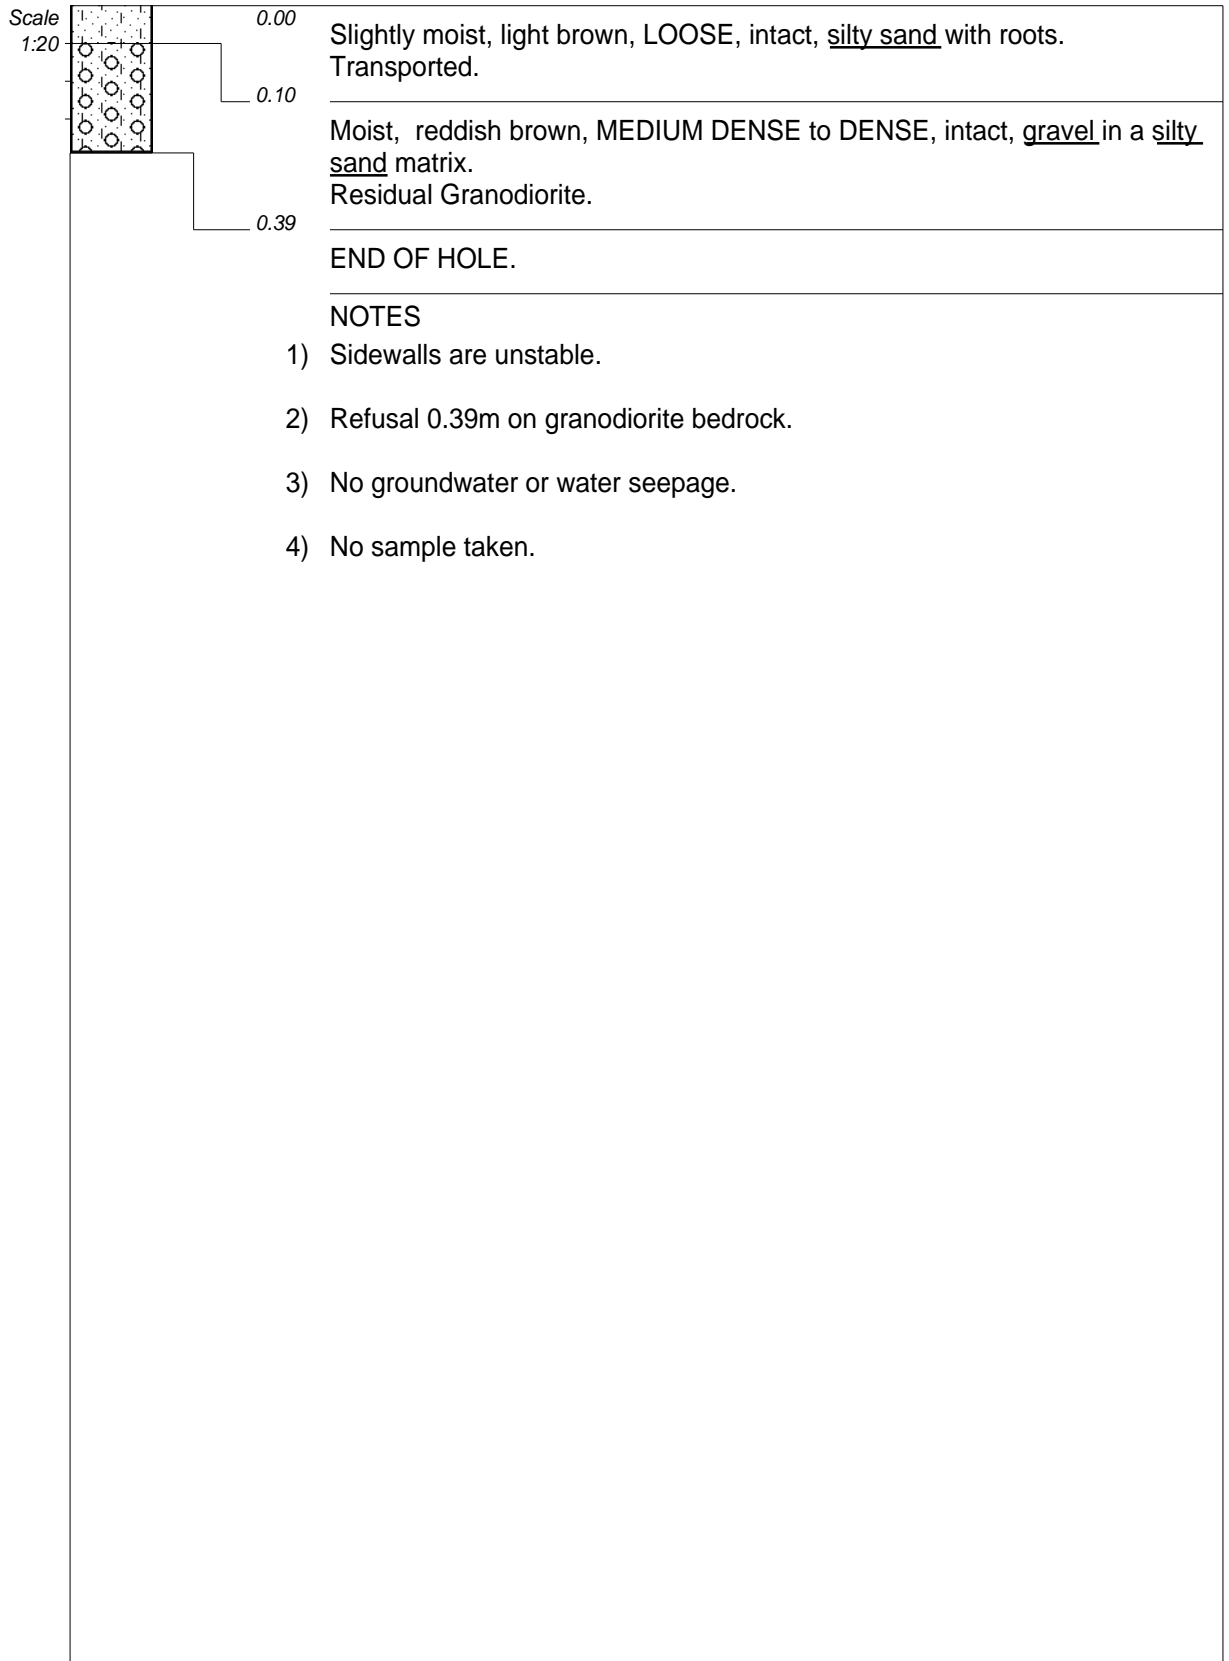 Scale
1:20
0.00
Slightly moist, light brown, LOOSE, intact, silty sand with roots.
Transported.
0.10
Moist, reddish brown, MEDIUM DENSE to DENSE, intact, gravel in a silty
sand matrix.
Residual Granodiorite.
0.39
END OF HOLE.
NOTES
1) Sidewalls are unstable.
2) Refusal 0.39m on granodiorite bedrock.
3) No groundwater or water seepage.
4) No sample taken.